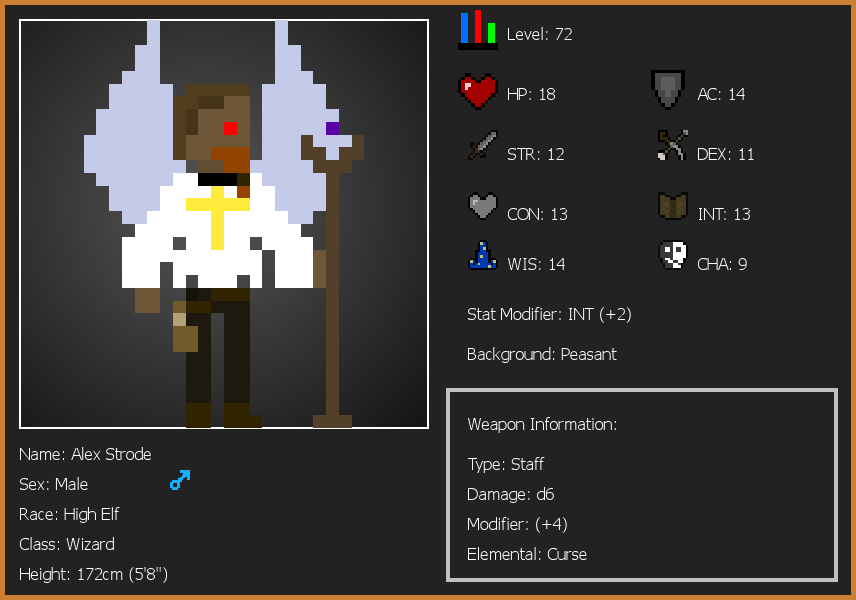 Level: 72
HP: 18
AC: 14
STR: 12
DEX: 11
CON: 13
INT: 13
WIS: 14
CHA: 9
Stat Modifier: INT (+2)
Background: Peasant
Weapon Information:
Type: Staff
Damage: d6
Modifier: (+4)
Elemental: Curse
Name: Alex Strode
Sex: Male
Race: High Elf
Class: Wizard
Height: 172cm (5'8")